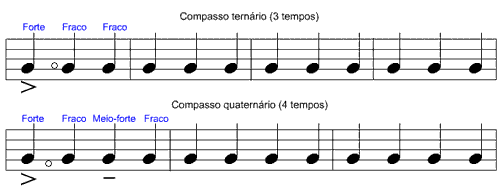 Compasso ternário (3 tempos)
Forte Fraco Fraco
Compasso quaternário (4 tempos)
Forte Fraco Meio-forte Fraco